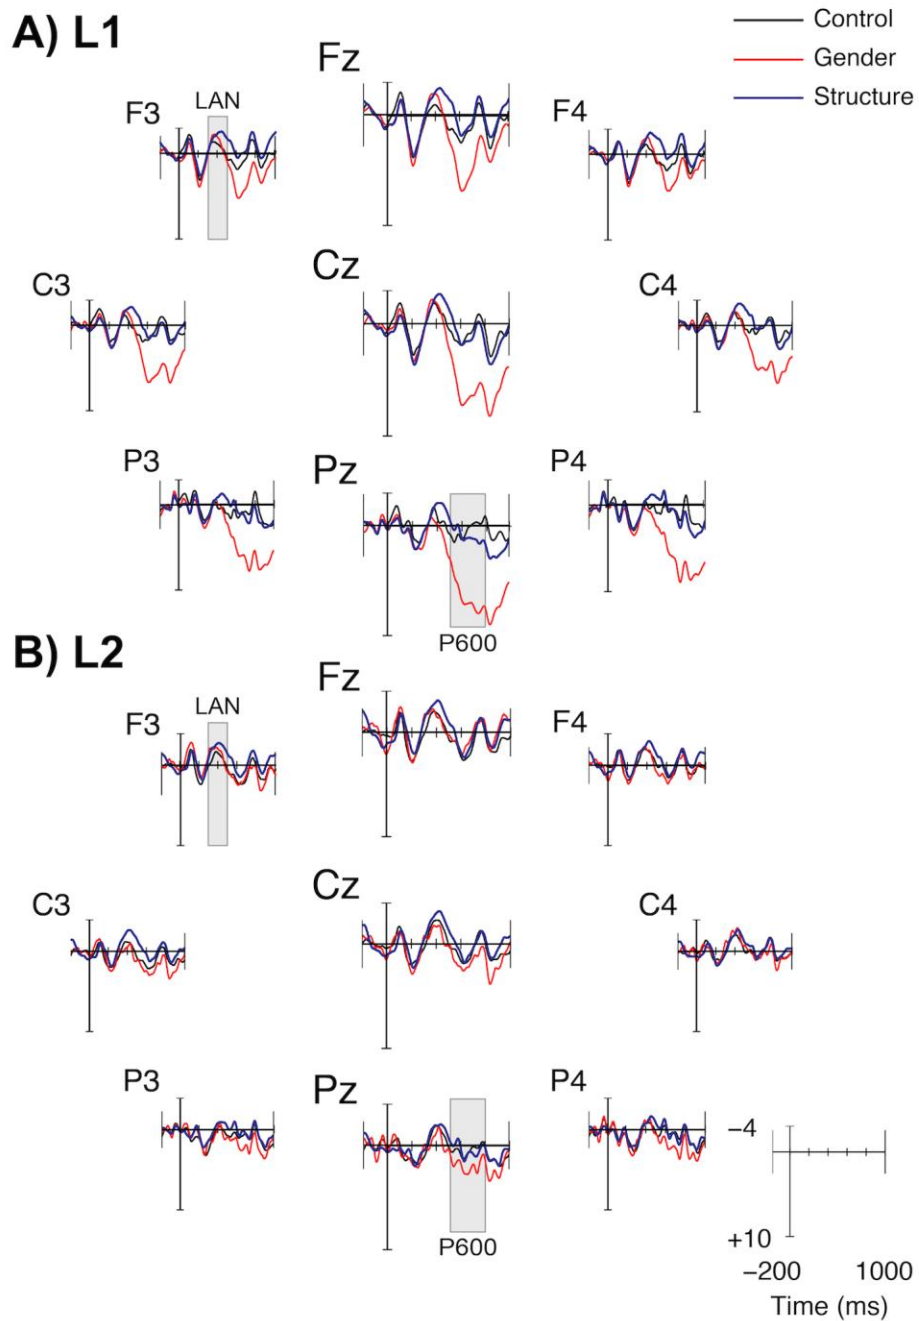 A) L1
Control
Gender
Structure
Fz
F3
LAN
F4
C3
Cz
C4
P3
Pz
P4
P600
B) L2
Fz
F3
LAN
F4
C3
Cz
C4
P3
Pz
P4
P600
−4
+10
−200 1000
Time (ms)